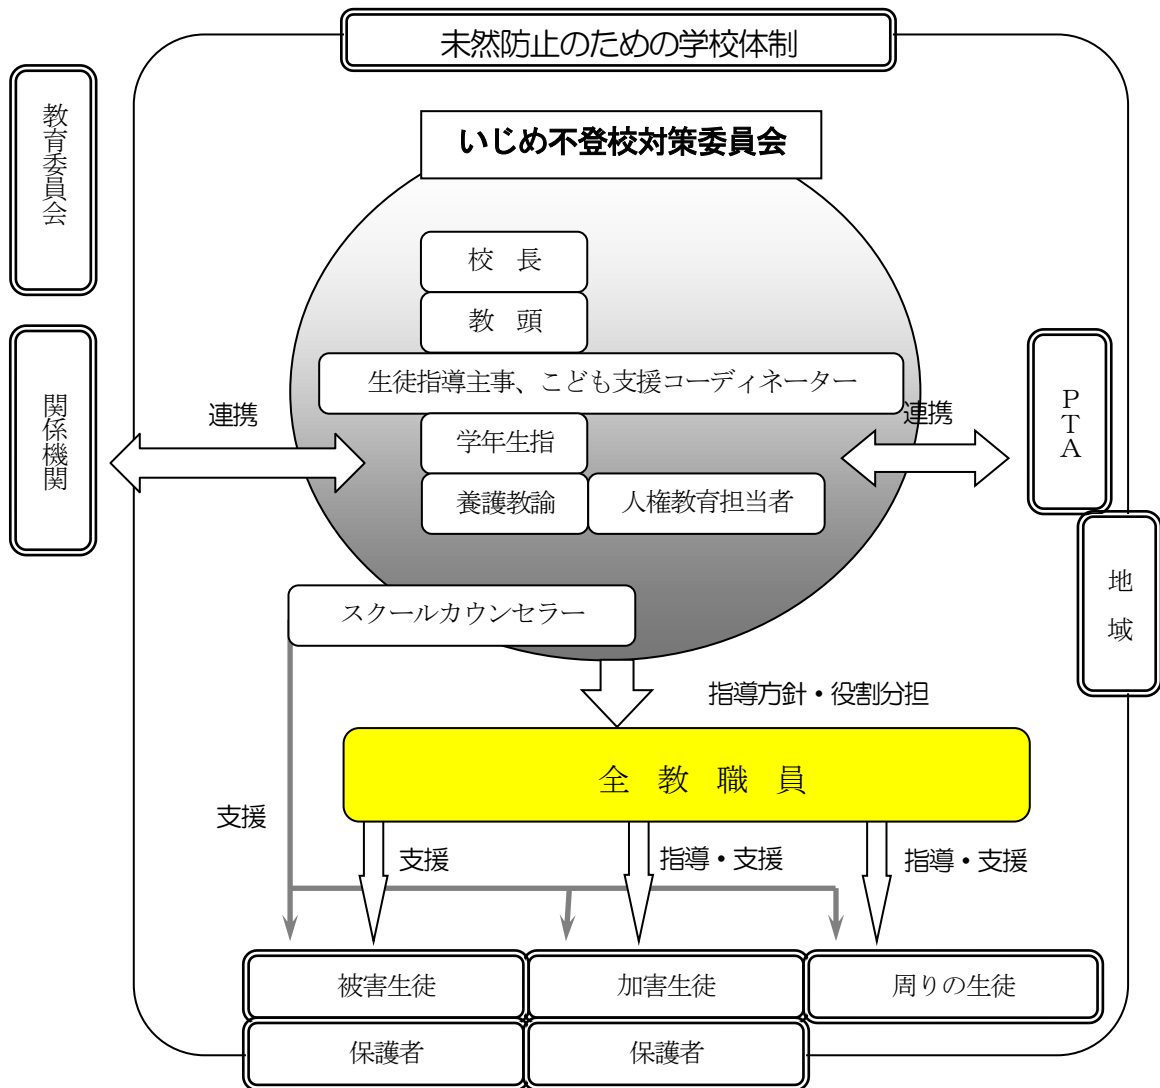 未然防止のための学校体制
教育委員会
いじめ不登校対策委員会
校　長
教　頭
生徒指導主事、こども支援コーディネーター
関係機関
連携
学年生指
連携
PTA
養護教諭
人権教育担当者
地域
スクールカウンセラー
指導方針・役割分担
全　教　職　員
支援
支援
指導・支援
指導・支援
被害生徒
加害生徒
周りの生徒
保護者
保護者